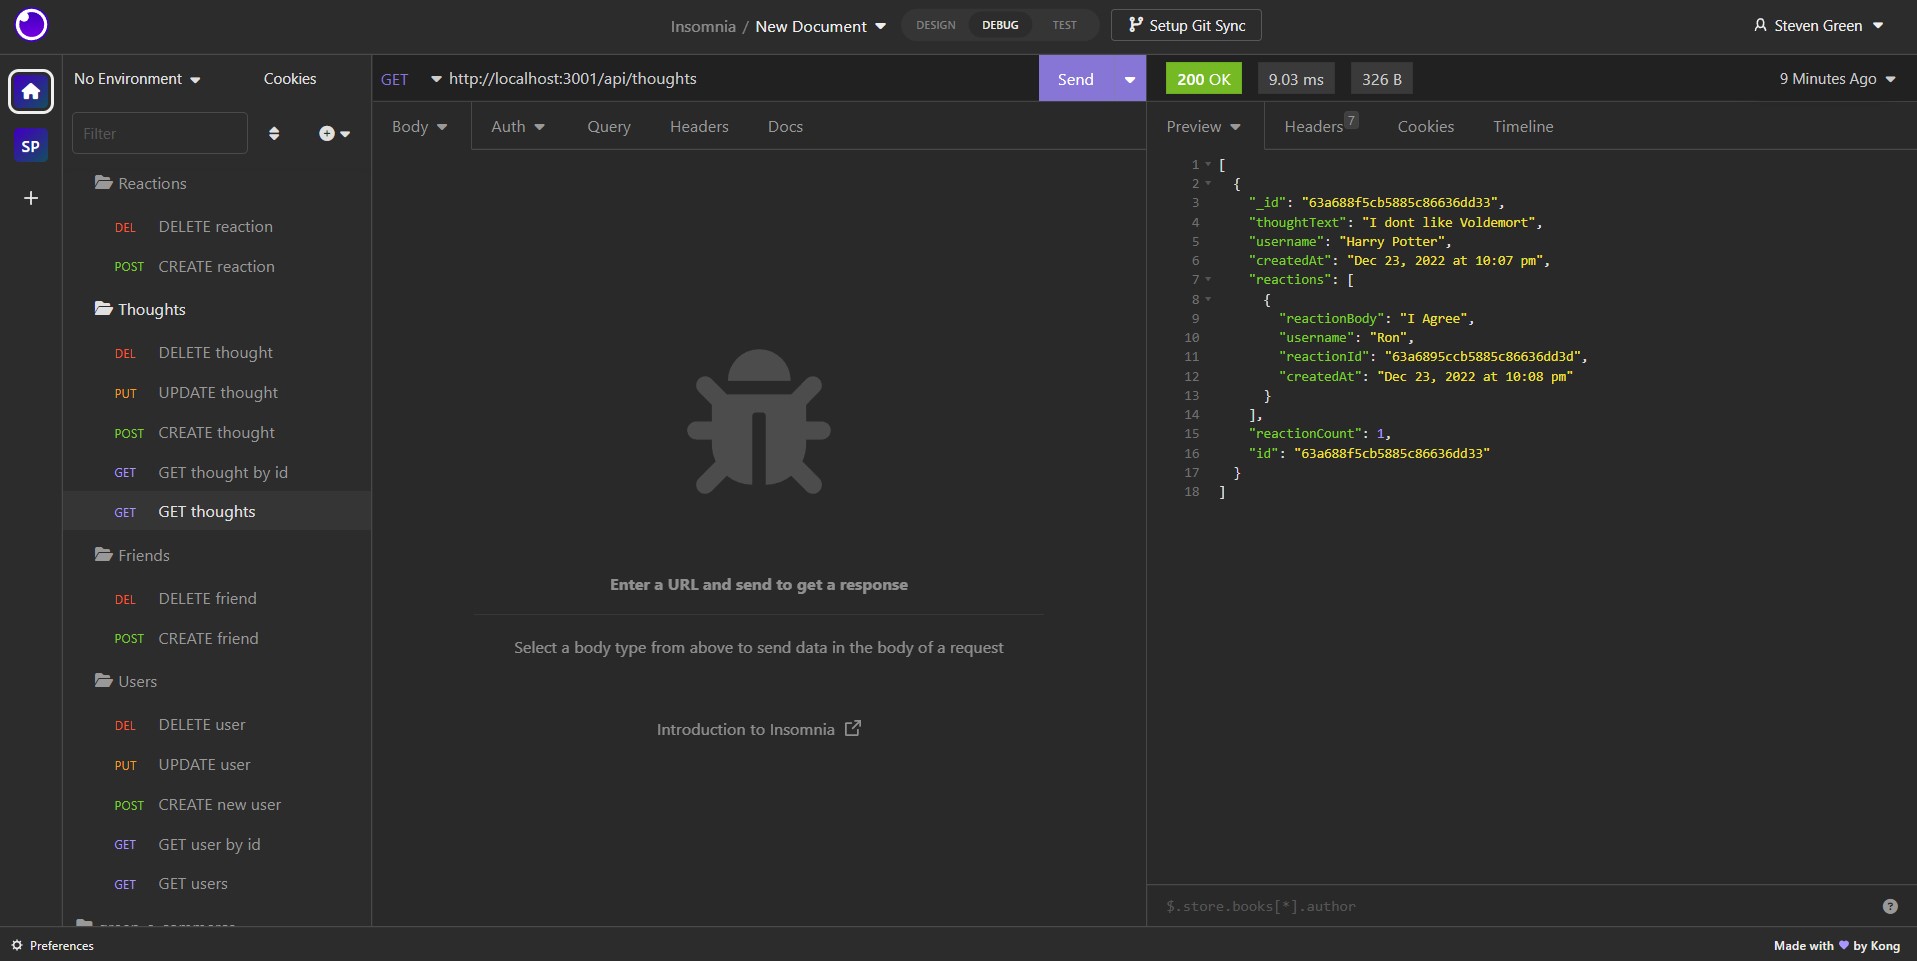 Insomnia / New Document
DESIGN
DEBUG
TEST
Setup Git Sync
Steven Green
SP
No Environment
Cookies
Filter
Reactions
DEL DELETE reaction
POST CREATE reaction
Thoughts
DEL DELETE thought
PUT UPDATE thought
POST CREATE thought
GET GET thought by id
GET GET thoughts
Friends
DEL DELETE friend
POST CREATE friend
Users
DEL DELETE user
PUT UPDATE user
POST CREATE new user
GET GET user by id
GET GET users
GET http://localhost:3001/api/thoughts
Send
Body Auth Query Headers Docs
Enter a URL and send to get a response
Select a body type from above to send data in the body of a request
Introduction to Insomnia
200 OK 9.03 ms 326 B 9 Minutes Ago
Preview Headers 7 Cookies Timeline
1 [
2 {
3 "_id": "63a688f5cb5885c86636dd33",
4 "thoughtText": "I dont like Voldemort",
5 "username": "Harry Potter",
6 "createdAt": "Dec 23, 2022 at 10:07 pm",
7 "reactions": [
8 {
9 "reactionBody": "I Agree",
10 "username": "Ron",
11 "reactionId": "63a6895ccb5885c86636dd3d",
12 "createdAt": "Dec 23, 2022 at 10:08 pm"
13 }
14 ],
15 "reactionCount": 1,
16 "id": "63a688f5cb5885c86636dd33"
17 }
18 ]
$.store.books[*].author
Preferences
Made with by Kong